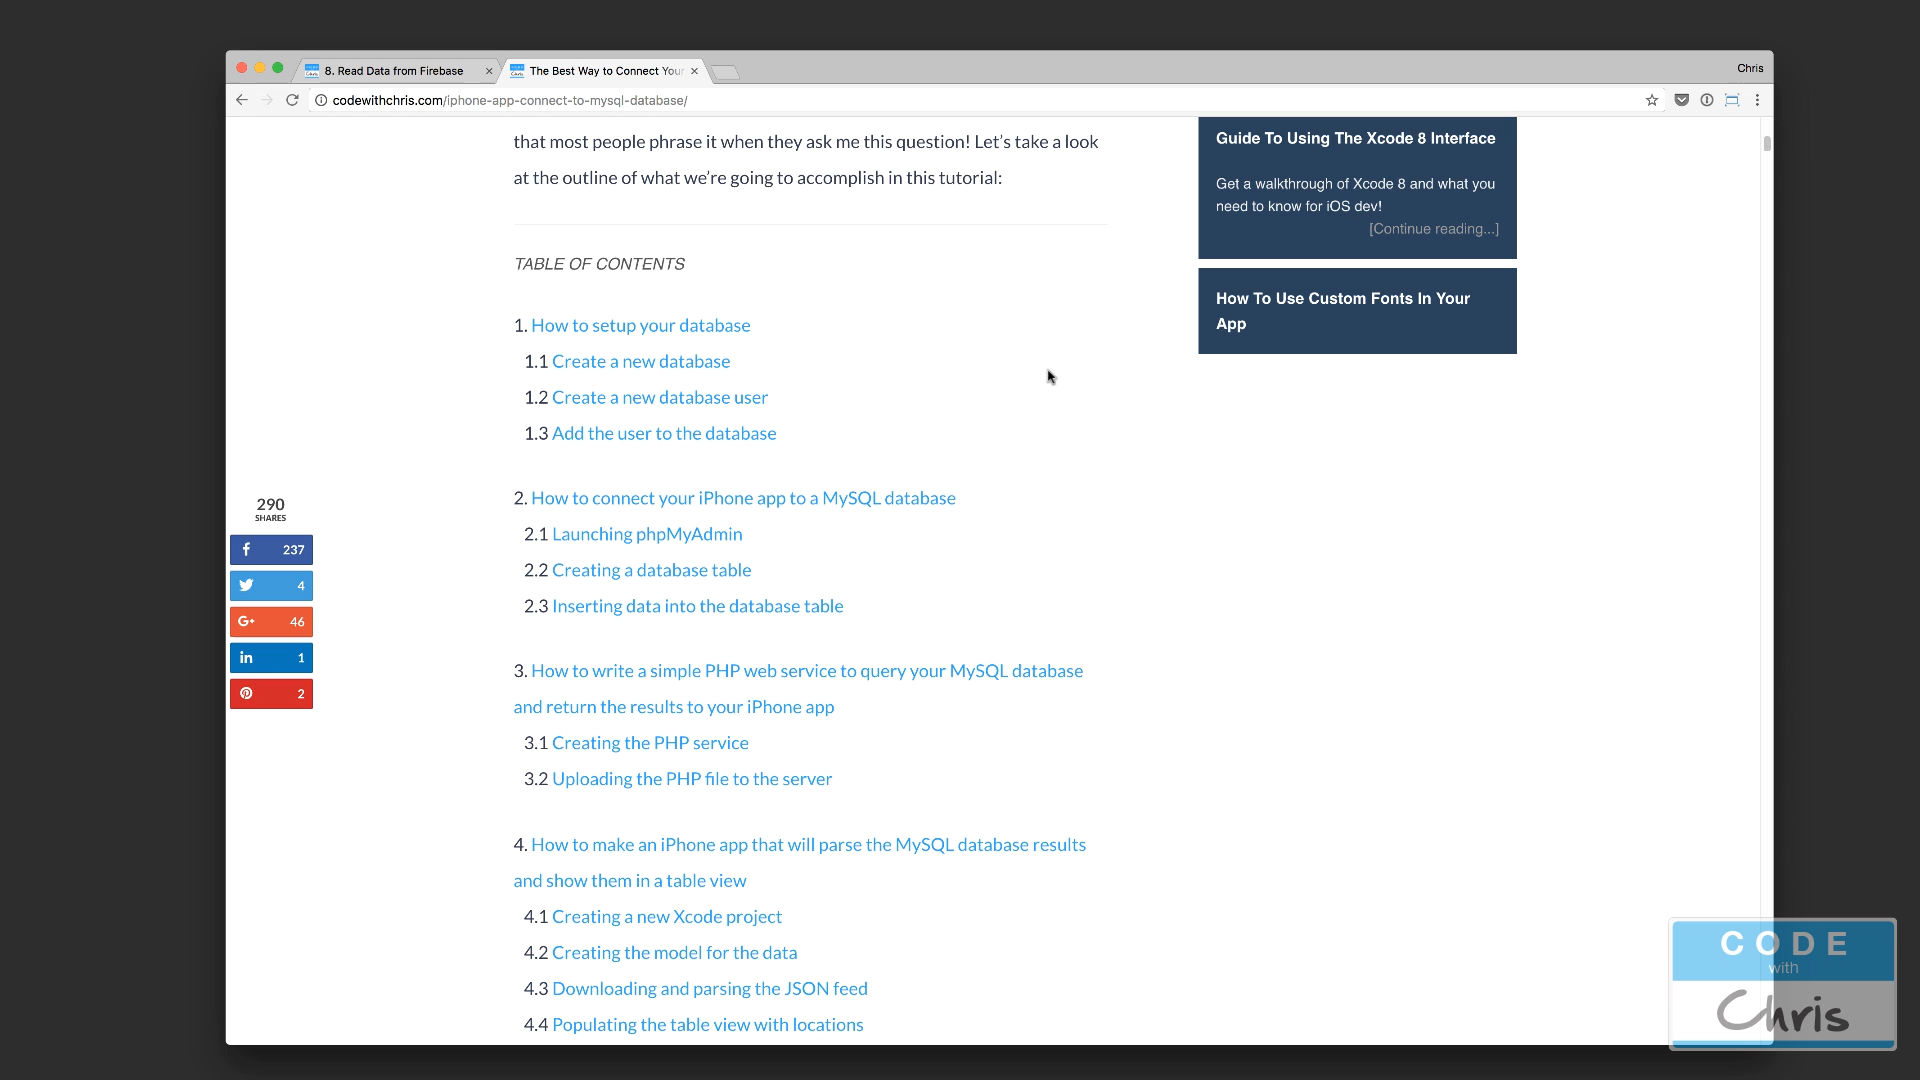 8. Read Data from Firebase
The Best Way to Connect Your
Chris
codewithchris.com/iphone-app-connect-to-mysql-database/
that most people phrase it when they ask me this question! Let’s take a look
at the outline of what we’re going to accomplish in this tutorial:
TABLE OF CONTENTS
1. How to setup your database
1.1 Create a new database
1.2 Create a new database user
1.3 Add the user to the database
2. How to connect your iPhone app to a MySQL database
2.1 Launching phpMyAdmin
2.2 Creating a database table
2.3 Inserting data into the database table
3. How to write a simple PHP web service to query your MySQL database
and return the results to your iPhone app
3.1 Creating the PHP service
3.2 Uploading the PHP file to the server
4. How to make an iPhone app that will parse the MySQL database results
and show them in a table view
4.1 Creating a new Xcode project
4.2 Creating the model for the data
4.3 Downloading and parsing the JSON feed
4.4 Populating the table view with locations
Guide To Using The Xcode 8 Interface
Get a walkthrough of Xcode 8 and what you
need to know for iOS dev!
[Continue reading...]
How To Use Custom Fonts In Your
App
290
SHARES
237
4
G+ 46
in 1
2
CODE
with
Chris